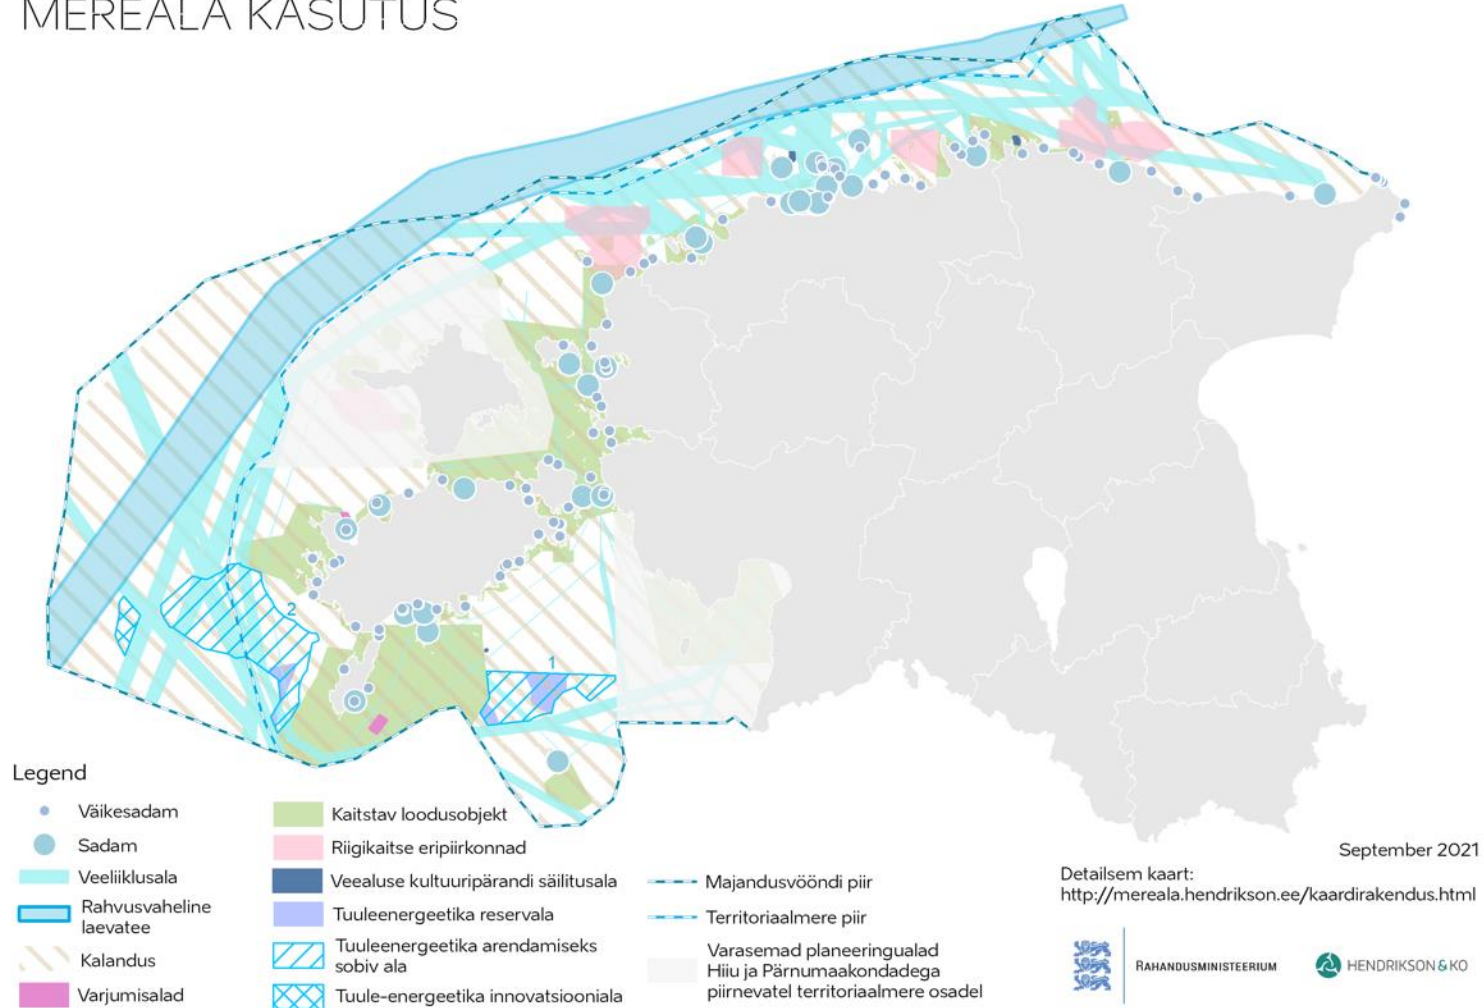 MEREALA KASUTUS
2
1
Legend
Väikesadam
Sadam
Veeliiklusala
Rahvusvaheline
laevatee
Kalandus
Varjumisalad
Kaitstav loodusobjekt
Riigikaitse eripiirkonnad
Veealuse kultuuripärandi säilitusala
Tuuleenergeetika reservala
Tuuleenergeetika arendamiseks
sobiv ala
Tuule-energeetika innovatsiooniala
Majandusvööndi piir
Territoriaalmere piir
Varasemad planeeringualad
Hiiu ja Pärnumaakondadega
piirnevatel territoriaalmere osadel
September 2021
Detailsem kaart:
http://mereala.hendrikson.ee/kaardirakendus.html
RAHANDUSMINISTEERIUM
HENDRIKSON & KO